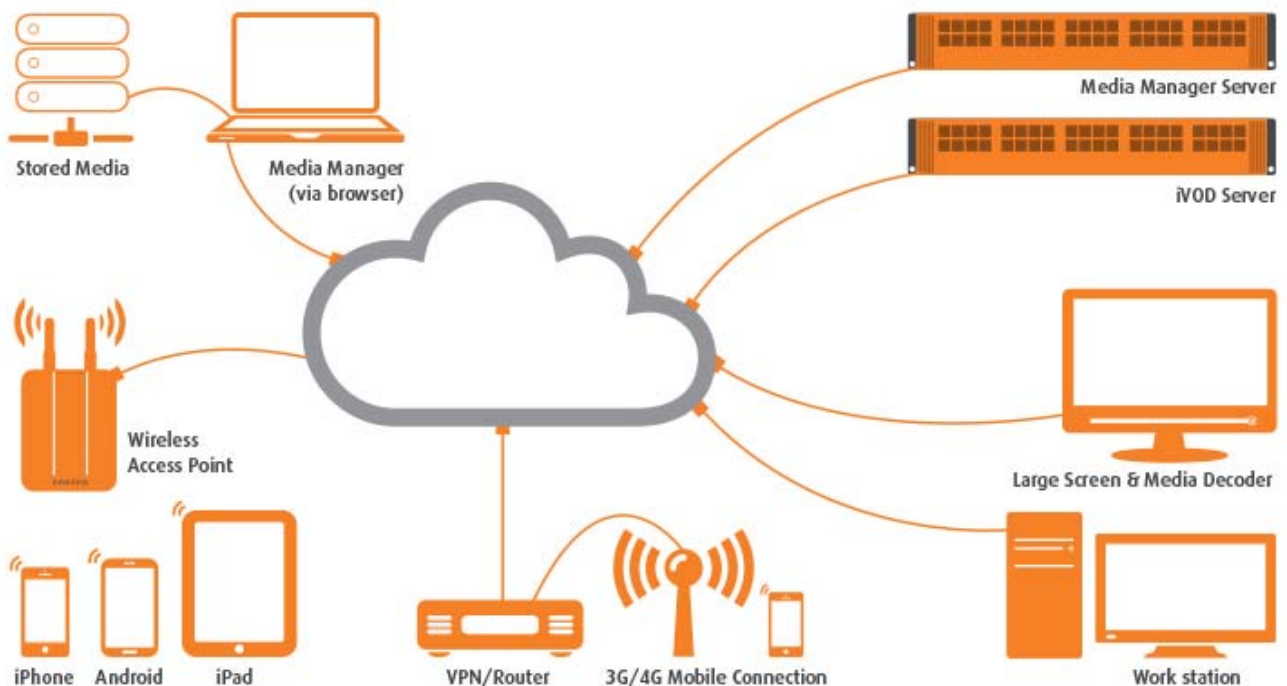 Stored Media
Media Manager
(via browser)
Media Manager Server
iVOD Server
Wireless
Access Point
Large Screen & Media Decoder
iPhone
Android
iPad
VPN/Router
3G/4G Mobile Connection
Work station